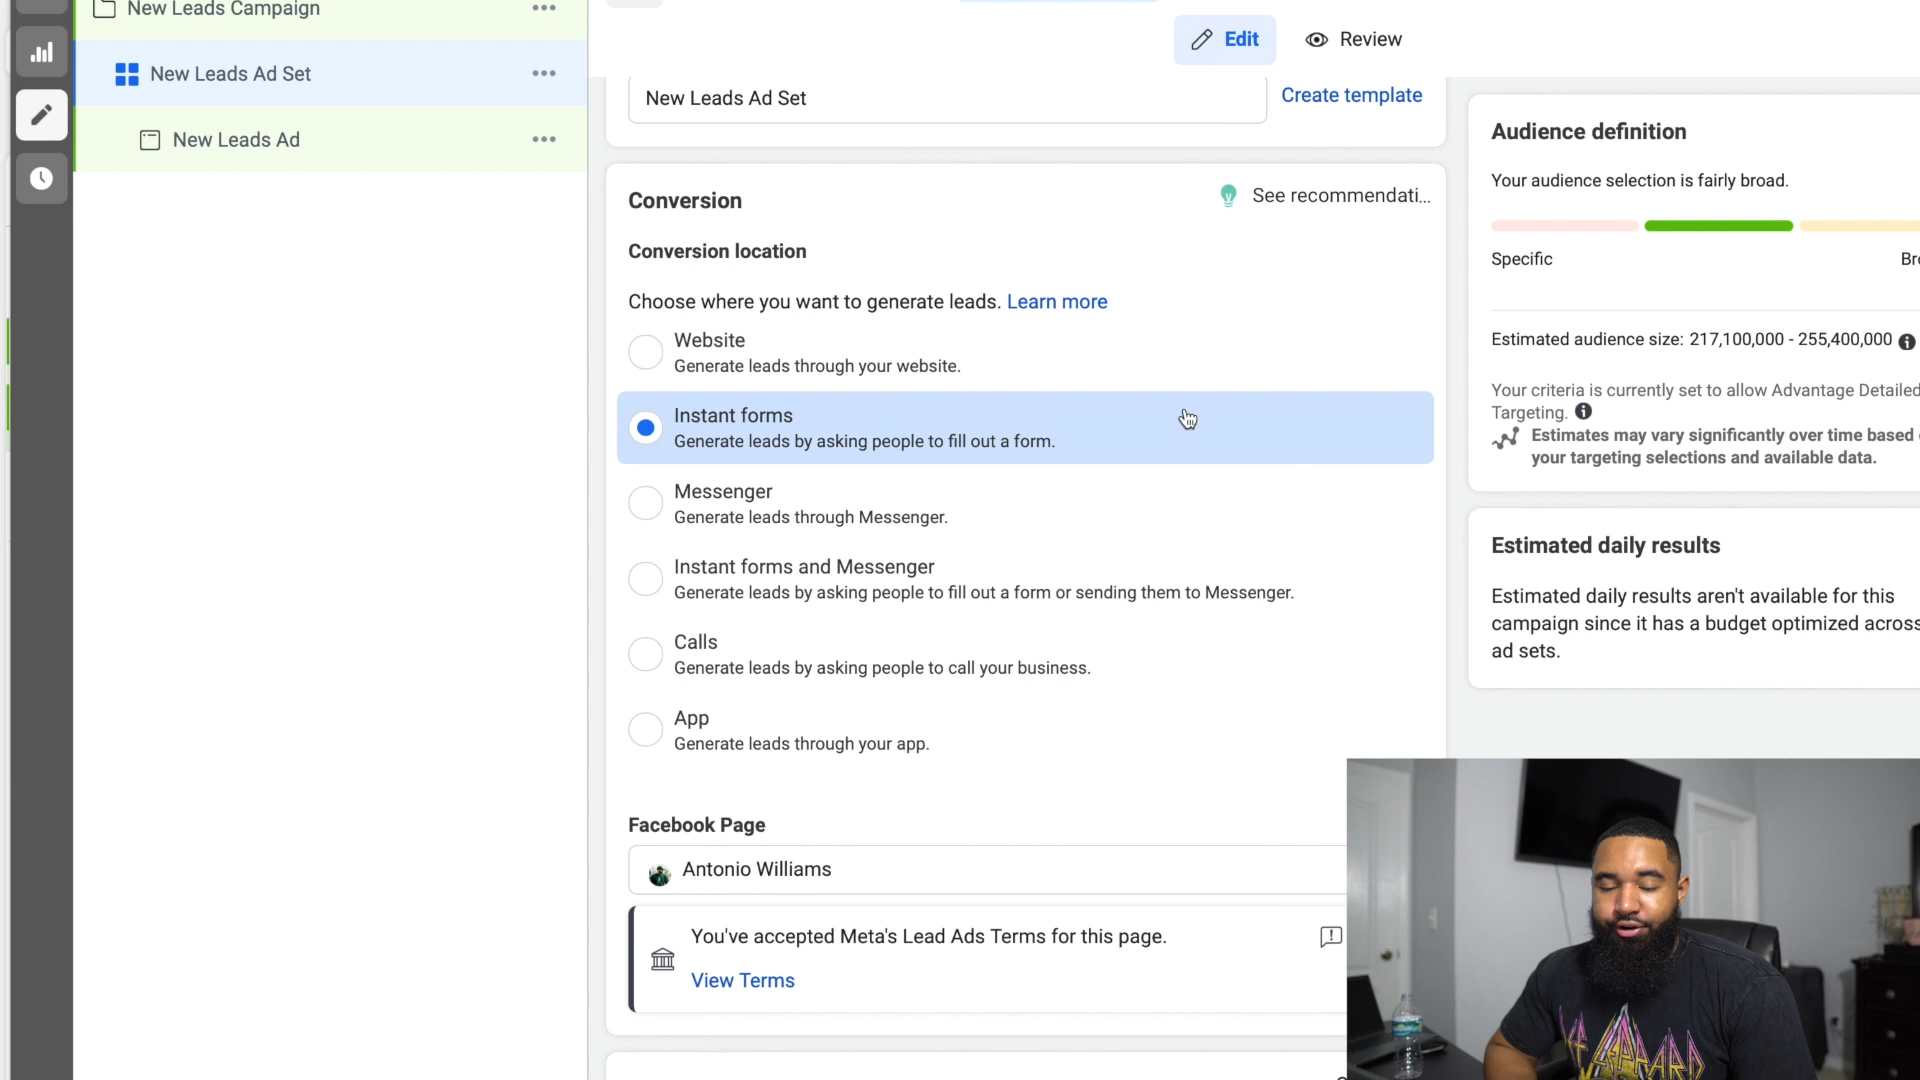 New Leads Campaign
New Leads Ad Set
New Leads Ad
Edit
Review
New Leads Ad Set
Create template
Conversion
See recommendati...
Conversion location
Choose where you want to generate leads. Learn more
Website
Generate leads through your website.
Instant forms
Generate leads by asking people to fill out a form.
Messenger
Generate leads through Messenger.
Instant forms and Messenger
Generate leads by asking people to fill out a form or sending them to Messenger.
Calls
Generate leads by asking people to call your business.
App
Generate leads through your app.
Facebook Page
Antonio Williams
You've accepted Meta's Lead Ads Terms for this page.
View Terms
Audience definition
Your audience selection is fairly broad.
Specific
Bro
Estimated audience size: 217,100,000 - 255,400,000
Your criteria is currently set to allow Advantage Detailed
Targeting.
Estimates may vary significantly over time based
your targeting selections and available data.
Estimated daily results
Estimated daily results aren't available for this
campaign since it has a budget optimized across
ad sets.